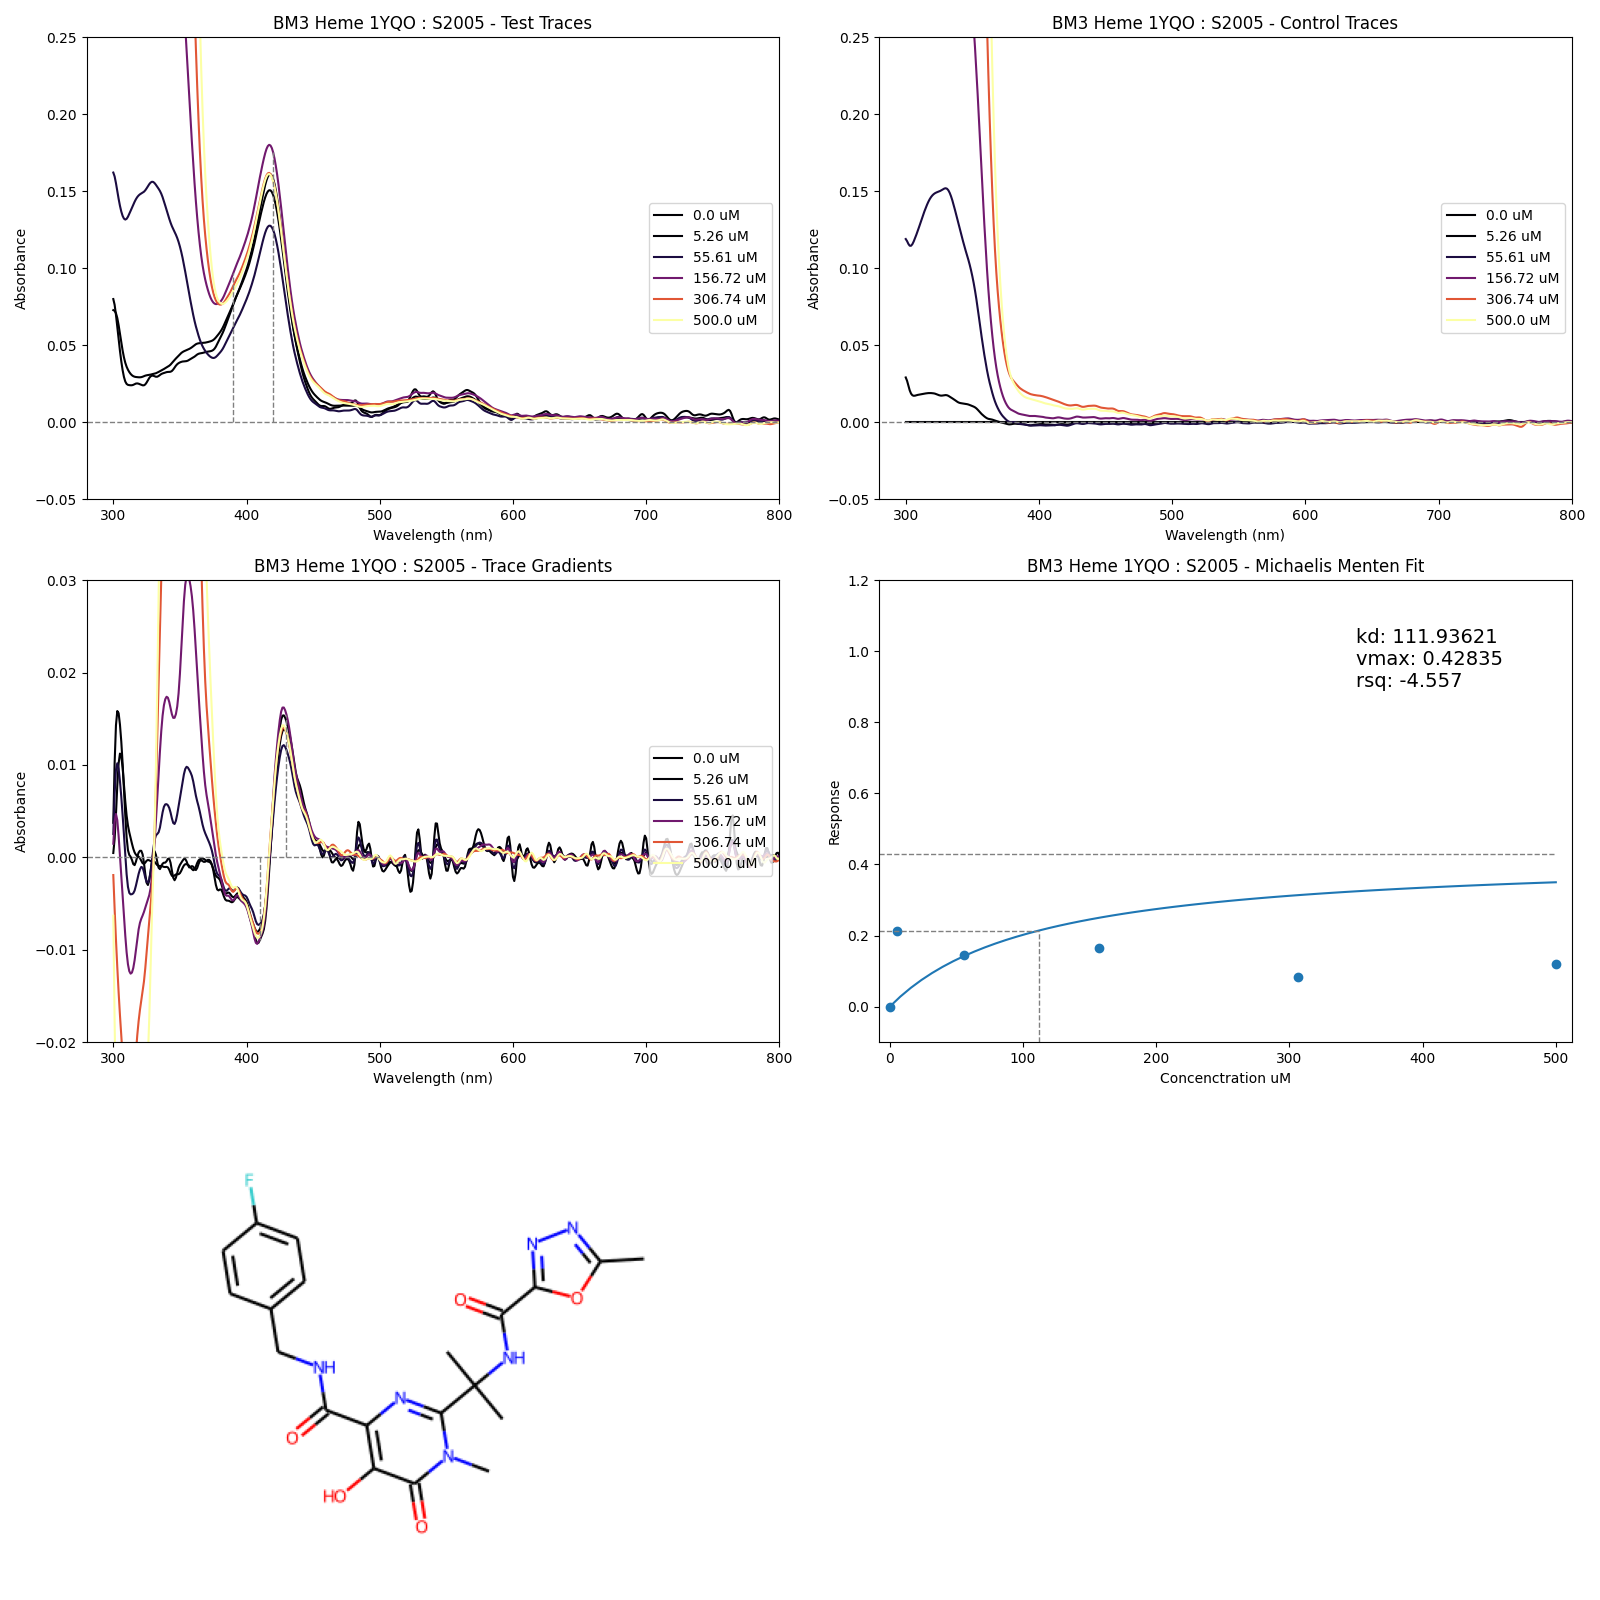 BM3 Heme 1YQO : S2005 - Test Traces
0.25
0.20
0.15
0.10
0.05
0.00
−0.05
Absorbance
300 400 500 600 700 800
Wavelength (nm)
0.0 uM
5.26 uM
55.61 uM
156.72 uM
306.74 uM
500.0 uM
BM3 Heme 1YQO : S2005 - Control Traces
0.25
0.20
0.15
0.10
0.05
0.00
−0.05
Absorbance
300 400 500 600 700 800
Wavelength (nm)
0.0 uM
5.26 uM
55.61 uM
156.72 uM
306.74 uM
500.0 uM
BM3 Heme 1YQO : S2005 - Trace Gradients
0.03
0.02
0.01
0.00
−0.01
−0.02
Absorbance
300 400 500 600 700 800
Wavelength (nm)
0.0 uM
5.26 uM
55.61 uM
156.72 uM
306.74 uM
500.0 uM
BM3 Heme 1YQO : S2005 - Michaelis Menten Fit
1.2
1.0
0.8
0.6
0.4
0.2
0.0
Response
0 100 200 300 400 500
Concenctration uM
kd: 111.93621
vmax: 0.42835
rsq: -4.557
F
N
N
O
O
NH
NH
N
O
N
HO
O